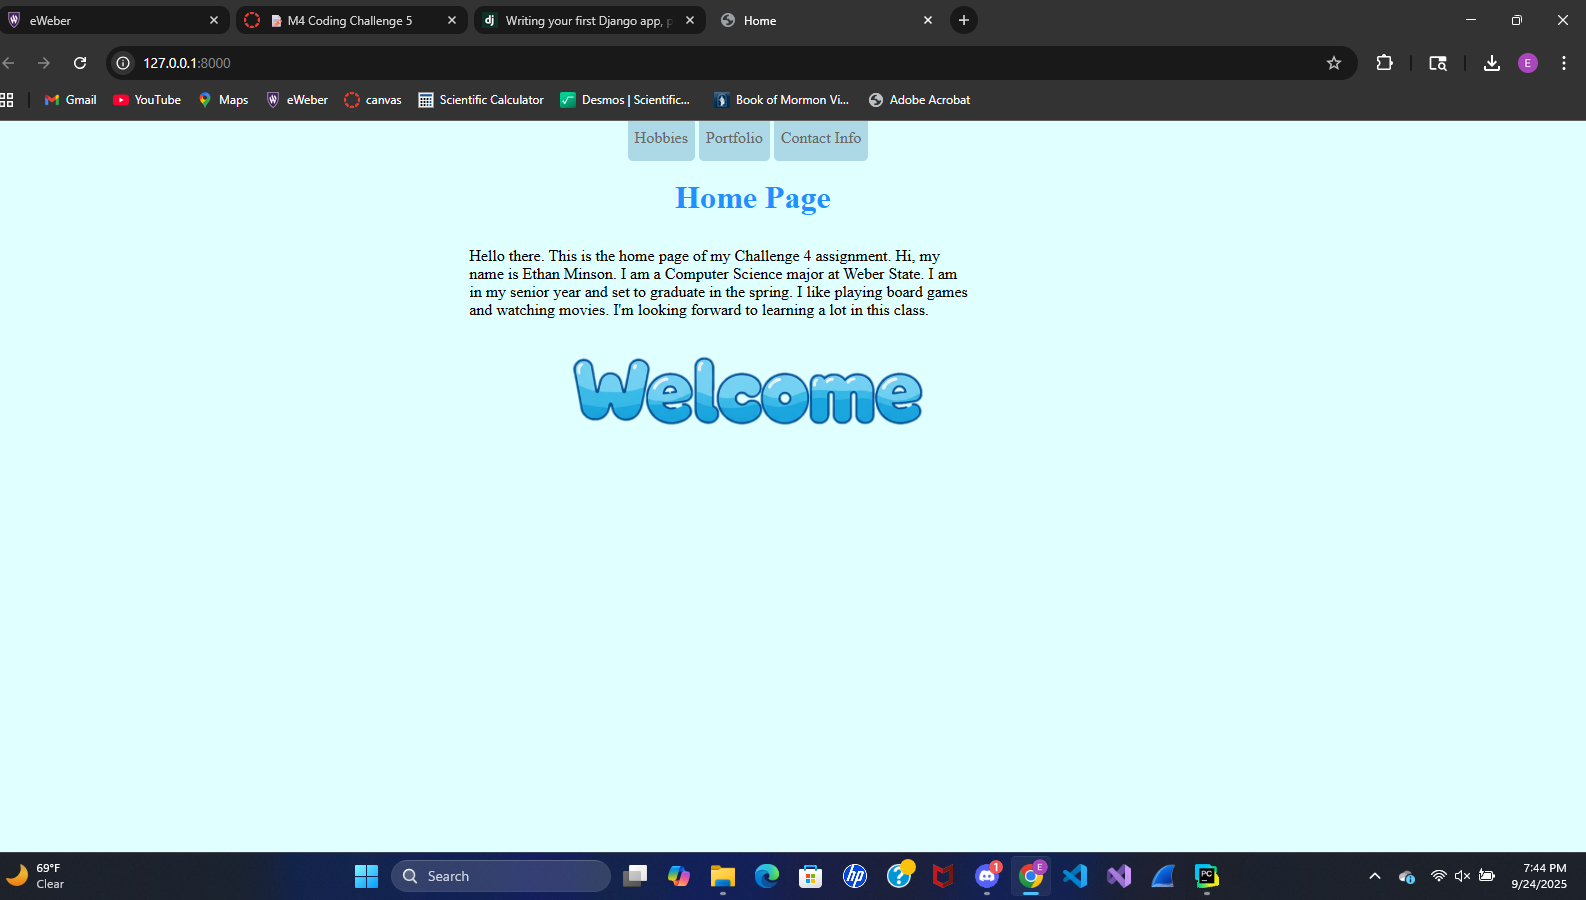 eWeber
M4 Coding Challenge 5
Writing your first Django app, p
Home
127.0.0.1:8000
E
Gmail
YouTube
Maps
eWeber
canvas
Scientific Calculator
Desmos | Scientific...
Book of Mormon Vi...
Adobe Acrobat
Hobbies
Portfolio
Contact Info
Home Page
Hello there. This is the home page of my Challenge 4 assignment. Hi, my
name is Ethan Minson. I am a Computer Science major at Weber State. I am
in my senior year and set to graduate in the spring. I like playing board games
and watching movies. I'm looking forward to learning a lot in this class.
Welcome
69°F
Clear
Search
hp
?
1
E
PC
7:44 PM
9/24/2025